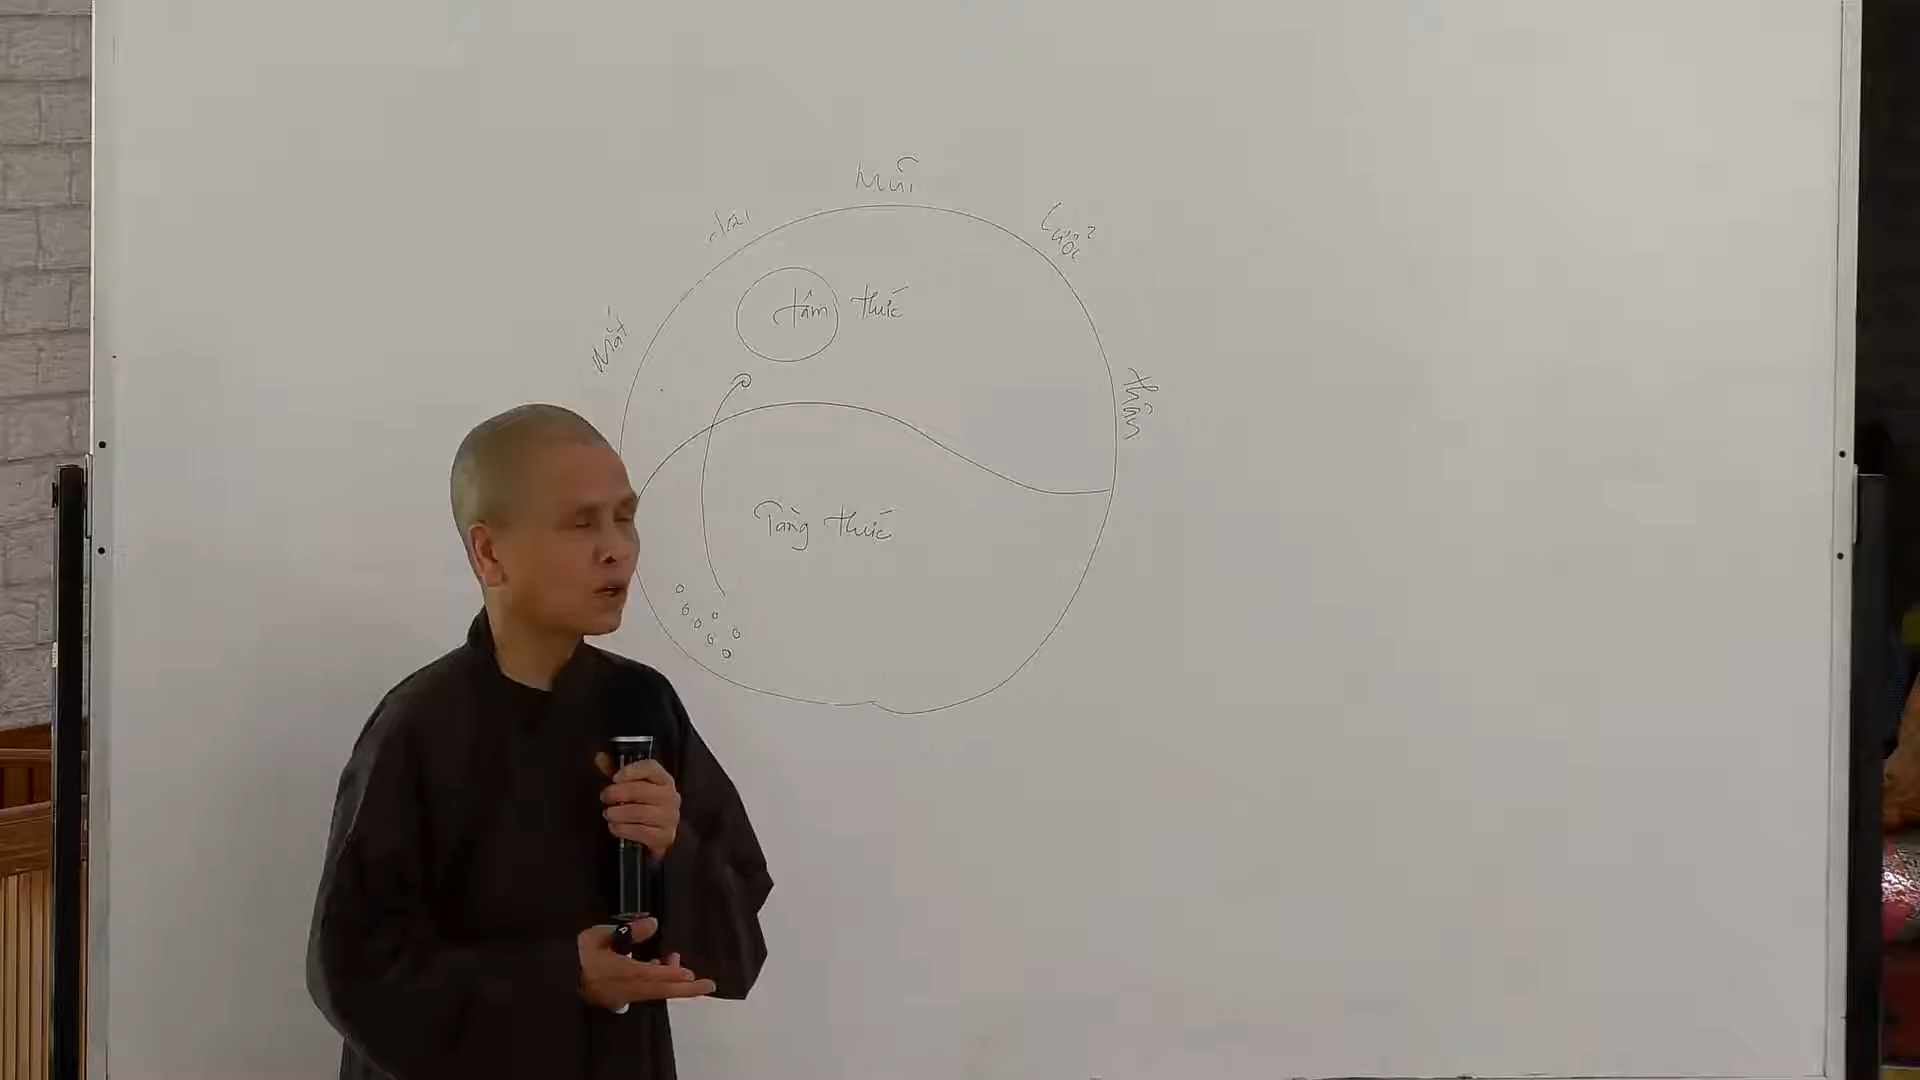 Mũi
tai
Lưỡi
Mắt
tâm thức
thân
Tàng thức